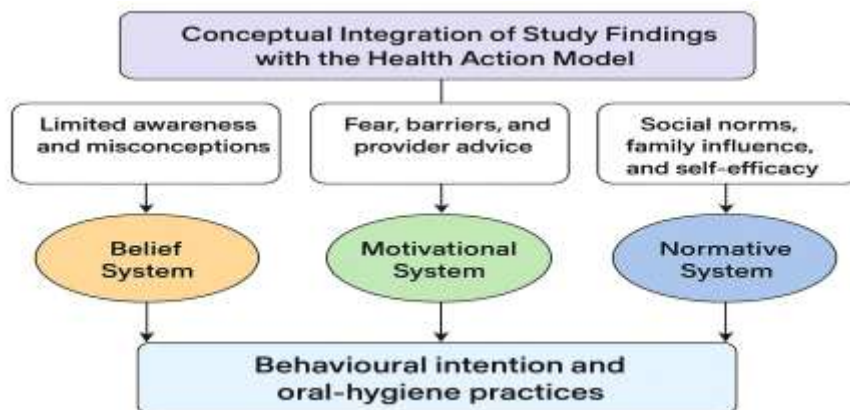 Conceptual Integration of Study Findings
with the Health Action Model
Limited awareness
and misconceptions
Fear, barriers, and
provider advice
Social norms,
family influence,
and self-efficacy
Belief
System
Motivational
System
Normative
System
Behavioural intention and
oral-hygiene practices